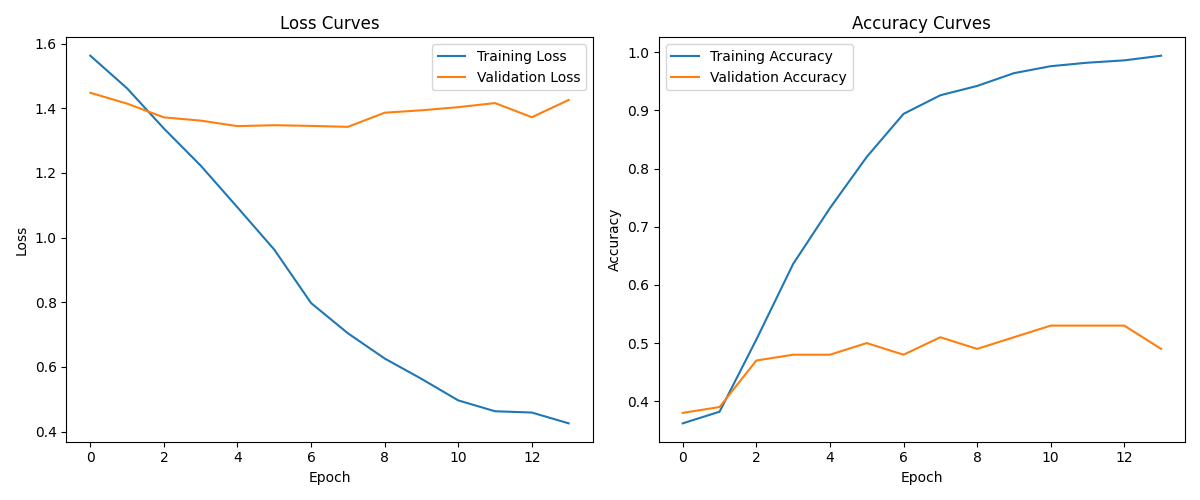 Loss Curves
1.6
1.4
1.2
1.0
0.8
0.6
0.4
Loss
0 2 4 6 8 10 12
Epoch
Training Loss
Validation Loss
Accuracy Curves
1.0
0.9
0.8
0.7
0.6
0.5
0.4
Accuracy
0 2 4 6 8 10 12
Epoch
Training Accuracy
Validation Accuracy